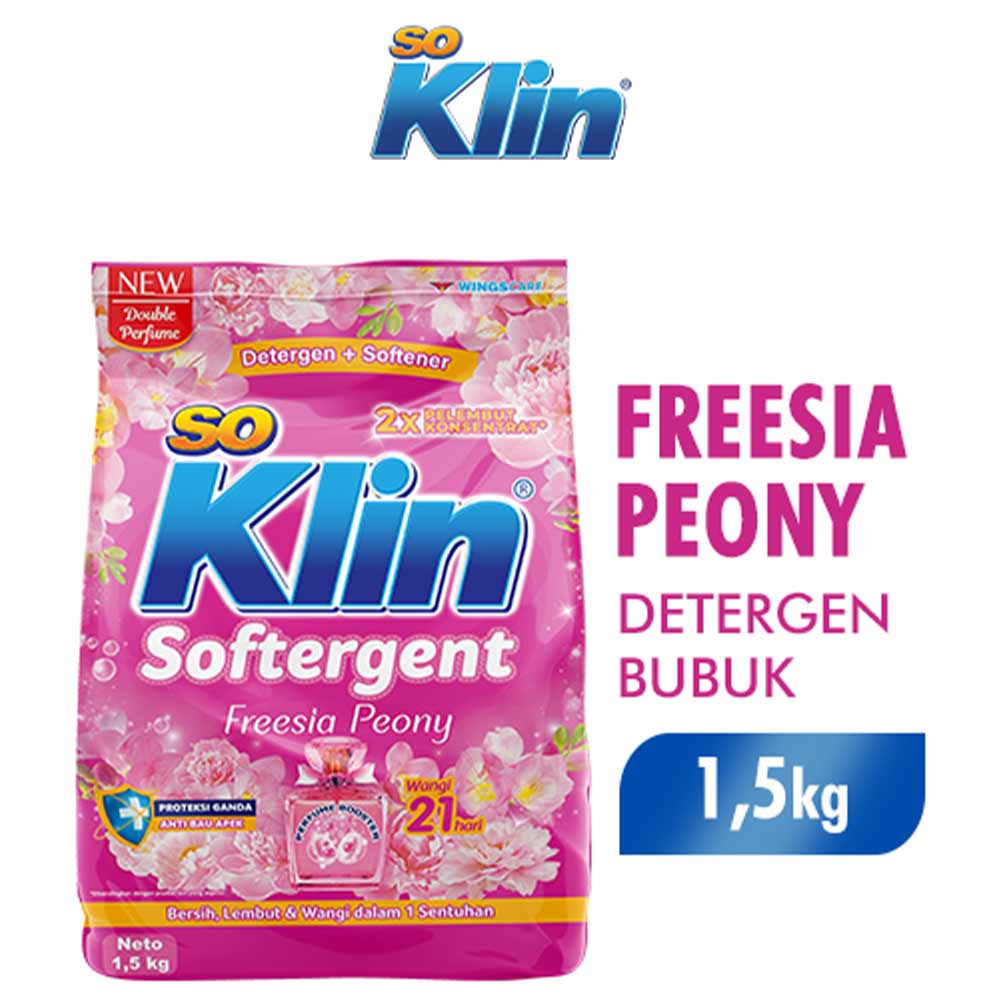 SO
Klin®
NEW
Double
Perfume
WINGS CARE
Detergen + Softener
2X PELEMBUT
KONSENTRAT*
SO
Klin®
Softergent
Freesia Peony
PROTEKSI GANDA
ANTI BAU APEK
PERFUME BOOSTER
Wangi
21 hari
Bersih, Lembut & Wangi dalam 1 Sentuhan
Neto
1,5 kg
FREESIA
PEONY
DETERGEN
BUBUK
1,5kg